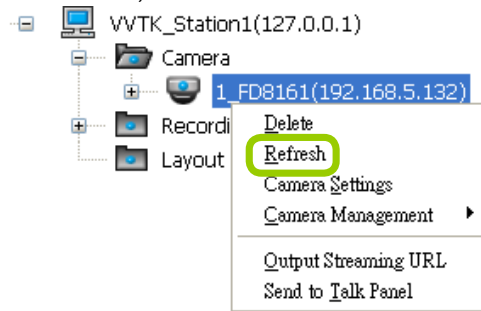 VVTK_Station1(127.0.0.1)
Camera
1_FD8161(192.168.5.132)
Recordi
Layout
Delete
Refresh
Camera Settings
Camera Management
Output Streaming URL
Send to Talk Panel